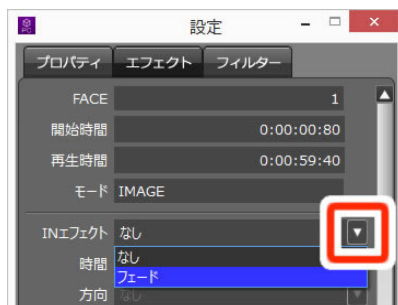 設定
プロパティ エフェクト フィルター
FACE 1
開始時間 0:00:00:80
再生時間 0:00:59:40
モード IMAGE
INエフェクト なし
時間 なし
フェード
方向 なし